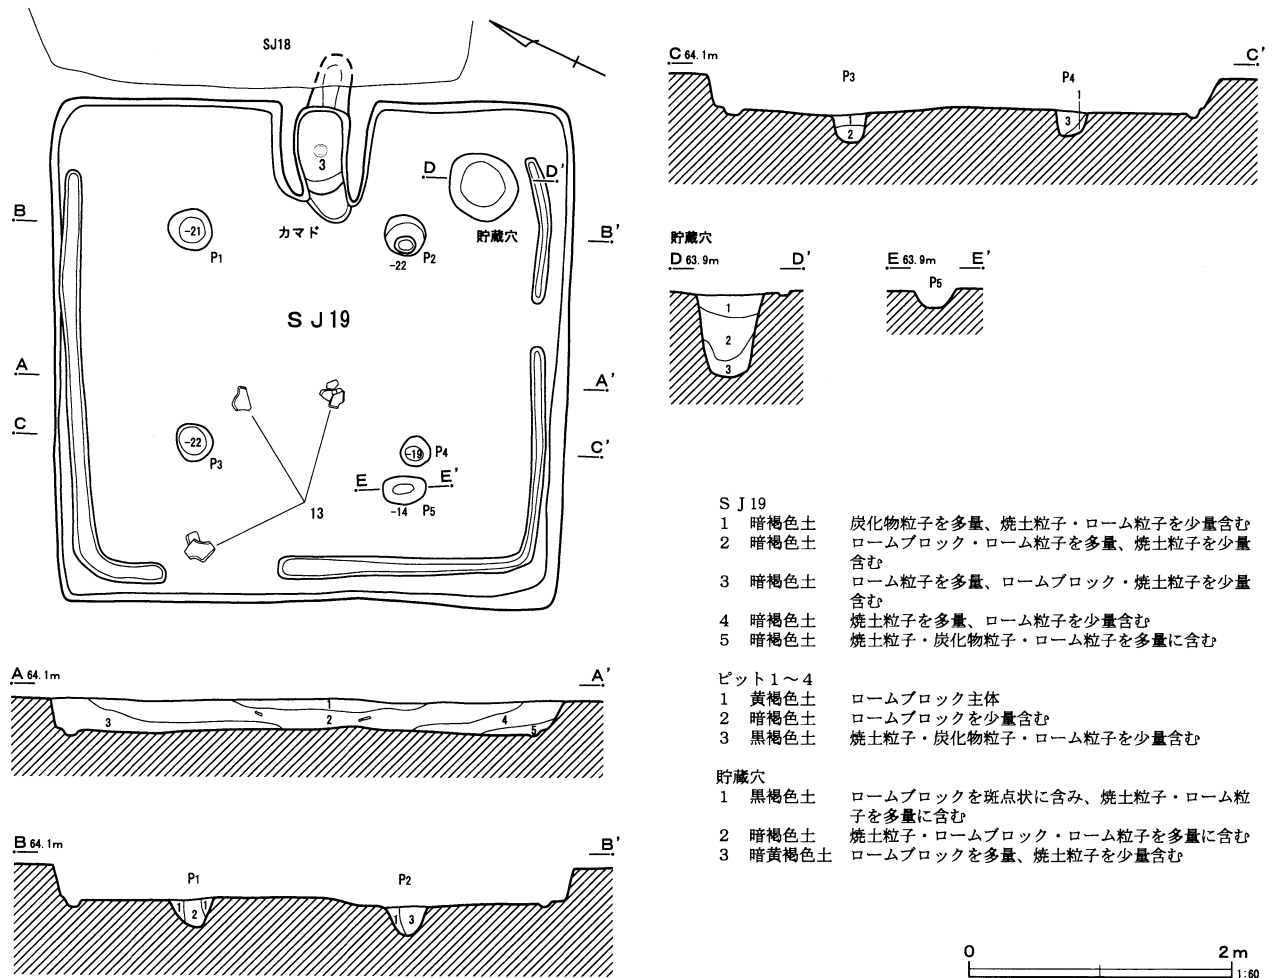 SJ18
3
カマド
貯蔵穴
D
D'
B
B'
-21
P1
-22
P2
SJ19
A
A'
C
C'
-22
P3
-19
P4
E
E'
-14
P5
13
A 64.1m
A'
1
3
2
4
5
B 64.1m
B'
P1
P2
1
2
1
1
3
C 64.1m
C'
P3
P4
1
1
2
3
貯蔵穴
D 63.9m
D'
1
2
3
E 63.9m
E'
P5
SJ19
1 暗褐色土 炭化物粒子を多量、焼土粒子・ローム粒子を少量含む
2 暗褐色土 ロームブロック・ローム粒子を多量、焼土粒子を少量
含む
3 暗褐色土 ローム粒子を多量、ロームブロック・焼土粒子を少量
含む
4 暗褐色土 焼土粒子を多量、ローム粒子を少量含む
5 暗褐色土 焼土粒子・炭化物粒子・ローム粒子を多量に含む
ピット1～4
1 黄褐色土 ロームブロック主体
2 暗褐色土 ロームブロックを少量含む
3 黒褐色土 焼土粒子・炭化物粒子・ローム粒子を少量含む
貯蔵穴
1 黒褐色土 ロームブロックを斑点状に含み、焼土粒子・ローム粒
子を多量に含む
2 暗褐色土 焼土粒子・ロームブロック・ローム粒子を多量に含む
3 暗黄褐色土 ロームブロックを多量、焼土粒子を少量含む
0
2m
1:60